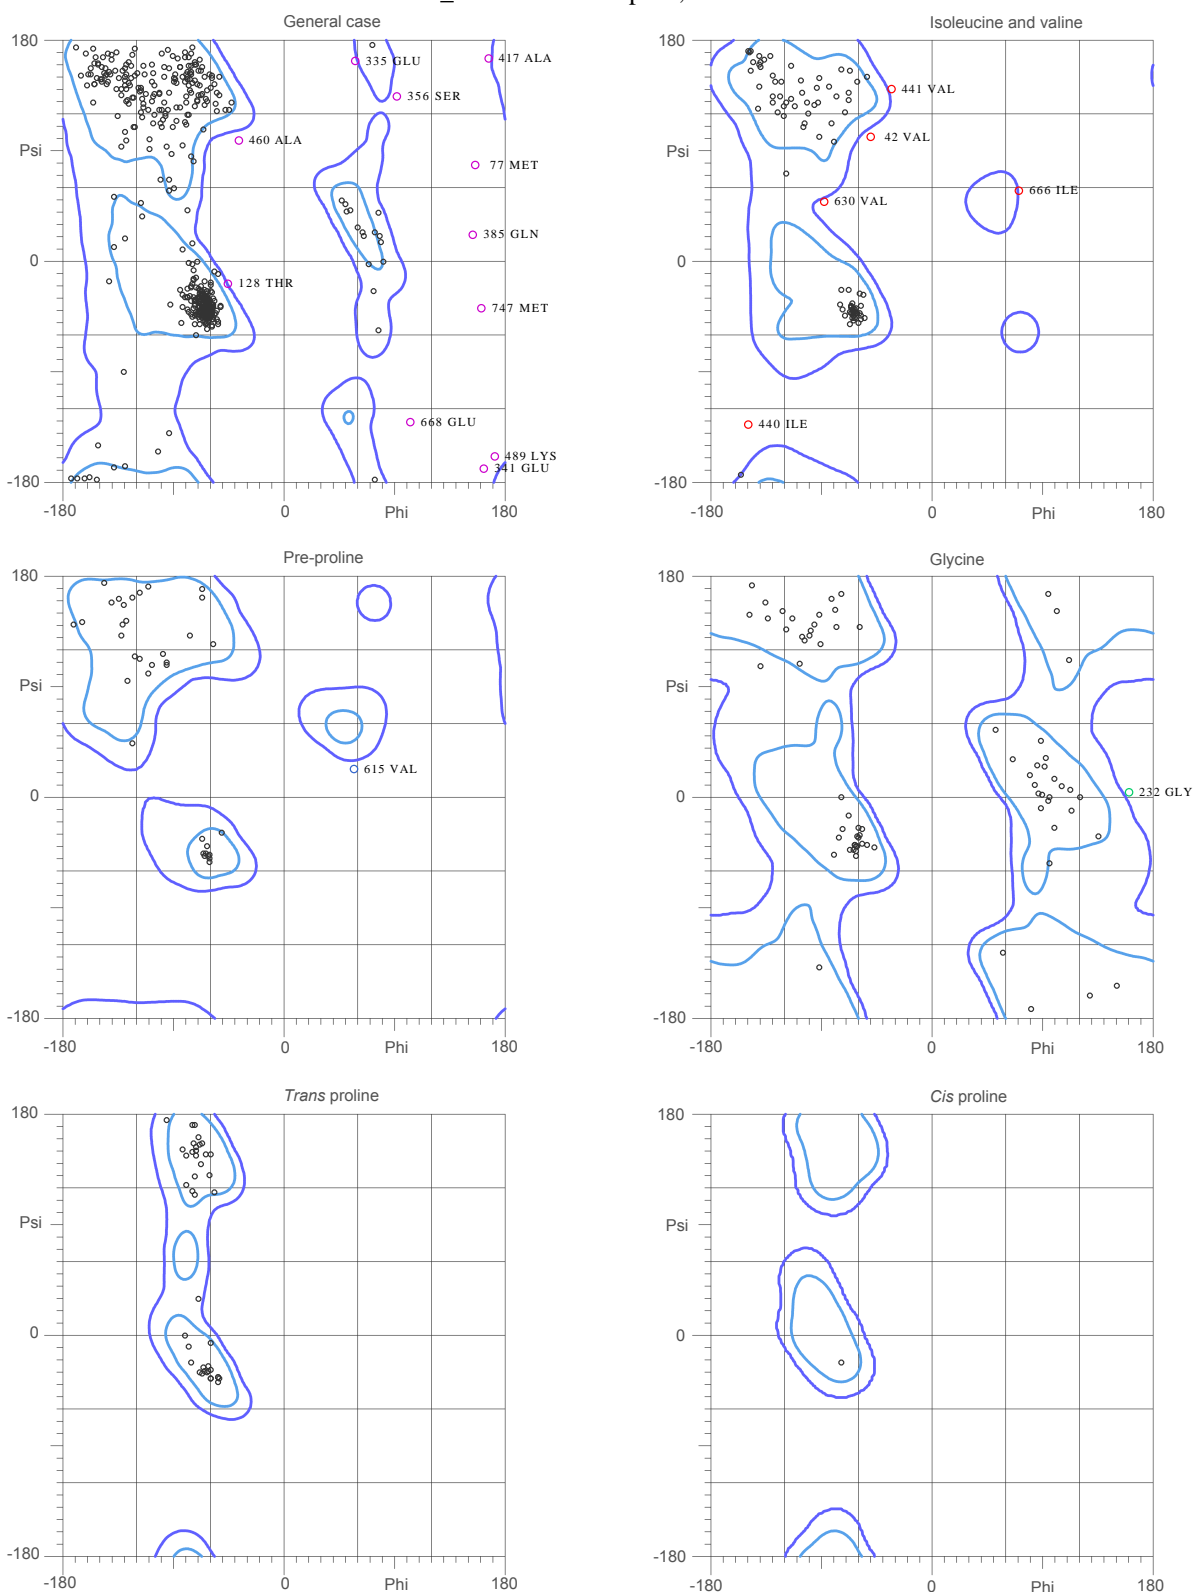 General case
180
Psi
0
-180
-180
0
Phi
180
335 GLU
417 ALA
356 SER
460 ALA
77 MET
385 GLN
128 THR
747 MET
668 GLU
489 LYS
341 GLU
Isoleucine and valine
180
Psi
0
-180
-180
0
Phi
180
441 VAL
42 VAL
666 ILE
630 VAL
440 ILE
Pre-proline
180
Psi
0
-180
-180
0
Phi
180
615 VAL
Glycine
180
Psi
0
-180
-180
0
Phi
180
232 GLY
Trans proline
180
Psi
0
-180
-180
0
Phi
180
Cis proline
180
Psi
0
-180
-180
0
Phi
180